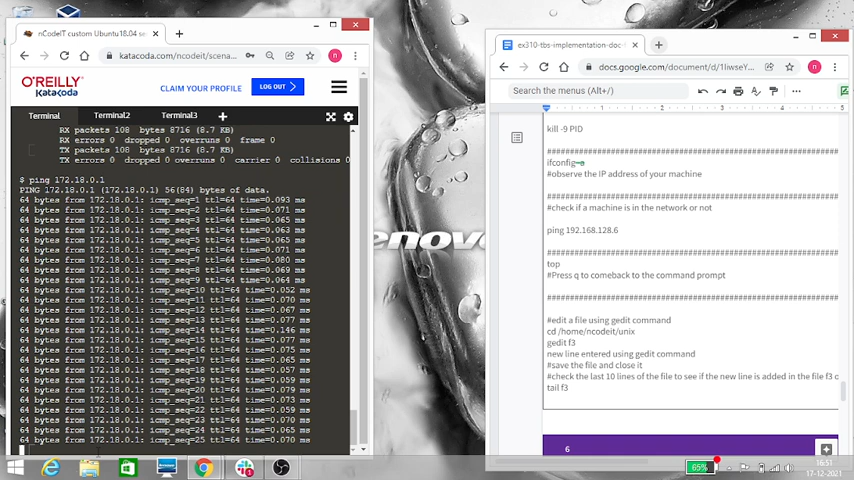 nCodeIT custom Ubuntu18.04 se
katacoda.com/ncodeit/scena
O'REILLY
Katacoda
CLAIM YOUR PROFILE
LOG OUT
Terminal
Terminal2
Terminal3
+
RX packets 108  bytes 8716 (8.7 KB)
RX errors 0  dropped 0  overruns 0  frame 0
TX packets 108  bytes 8716 (8.7 KB)
TX errors 0  dropped 0 overruns 0  carrier 0  collisions 0
$ ping 172.18.0.1
PING 172.18.0.1 (172.18.0.1) 56(84) bytes of data.
64 bytes from 172.18.0.1: icmp_seq=1 ttl=64 time=0.093 ms
64 bytes from 172.18.0.1: icmp_seq=2 ttl=64 time=0.071 ms
64 bytes from 172.18.0.1: icmp_seq=3 ttl=64 time=0.065 ms
64 bytes from 172.18.0.1: icmp_seq=4 ttl=64 time=0.063 ms
64 bytes from 172.18.0.1: icmp_seq=5 ttl=64 time=0.065 ms
64 bytes from 172.18.0.1: icmp_seq=6 ttl=64 time=0.071 ms
64 bytes from 172.18.0.1: icmp_seq=7 ttl=64 time=0.080 ms
64 bytes from 172.18.0.1: icmp_seq=8 ttl=64 time=0.069 ms
64 bytes from 172.18.0.1: icmp_seq=9 ttl=64 time=0.064 ms
64 bytes from 172.18.0.1: icmp_seq=10 ttl=64 time=0.052 ms
64 bytes from 172.18.0.1: icmp_seq=11 ttl=64 time=0.070 ms
64 bytes from 172.18.0.1: icmp_seq=12 ttl=64 time=0.067 ms
64 bytes from 172.18.0.1: icmp_seq=13 ttl=64 time=0.077 ms
64 bytes from 172.18.0.1: icmp_seq=14 ttl=64 time=0.146 ms
64 bytes from 172.18.0.1: icmp_seq=15 ttl=64 time=0.077 ms
64 bytes from 172.18.0.1: icmp_seq=16 ttl=64 time=0.075 ms
64 bytes from 172.18.0.1: icmp_seq=17 ttl=64 time=0.065 ms
64 bytes from 172.18.0.1: icmp_seq=18 ttl=64 time=0.057 ms
64 bytes from 172.18.0.1: icmp_seq=19 ttl=64 time=0.059 ms
64 bytes from 172.18.0.1: icmp_seq=20 ttl=64 time=0.079 ms
64 bytes from 172.18.0.1: icmp_seq=21 ttl=64 time=0.073 ms
64 bytes from 172.18.0.1: icmp_seq=22 ttl=64 time=0.059 ms
64 bytes from 172.18.0.1: icmp_seq=23 ttl=64 time=0.070 ms
64 bytes from 172.18.0.1: icmp_seq=24 ttl=64 time=0.065 ms
64 bytes from 172.18.0.1: icmp_seq=25 ttl=64 time=0.070 ms
enovo
ex310-tbs-implementation-doc-
docs.google.com/document/d/1liwseY
Search the menus (Alt+/)
kill -9 PID
##########################################
ifconfig
#observe the IP address of your machine
##########################################
#check if a machine is in the network or not
ping 192.168.128.6
##########################################
top
#Press q to comeback to the command prompt
##########################################
#edit a file using gedit command
cd /home/ncodeit/unix
gedit f3
new line entered using gedit command
#save the file and close it
#check the last 10 lines of the file to see if the new line is added in the file f3 o
tail f3
6
65%
16:51
17-12-2021